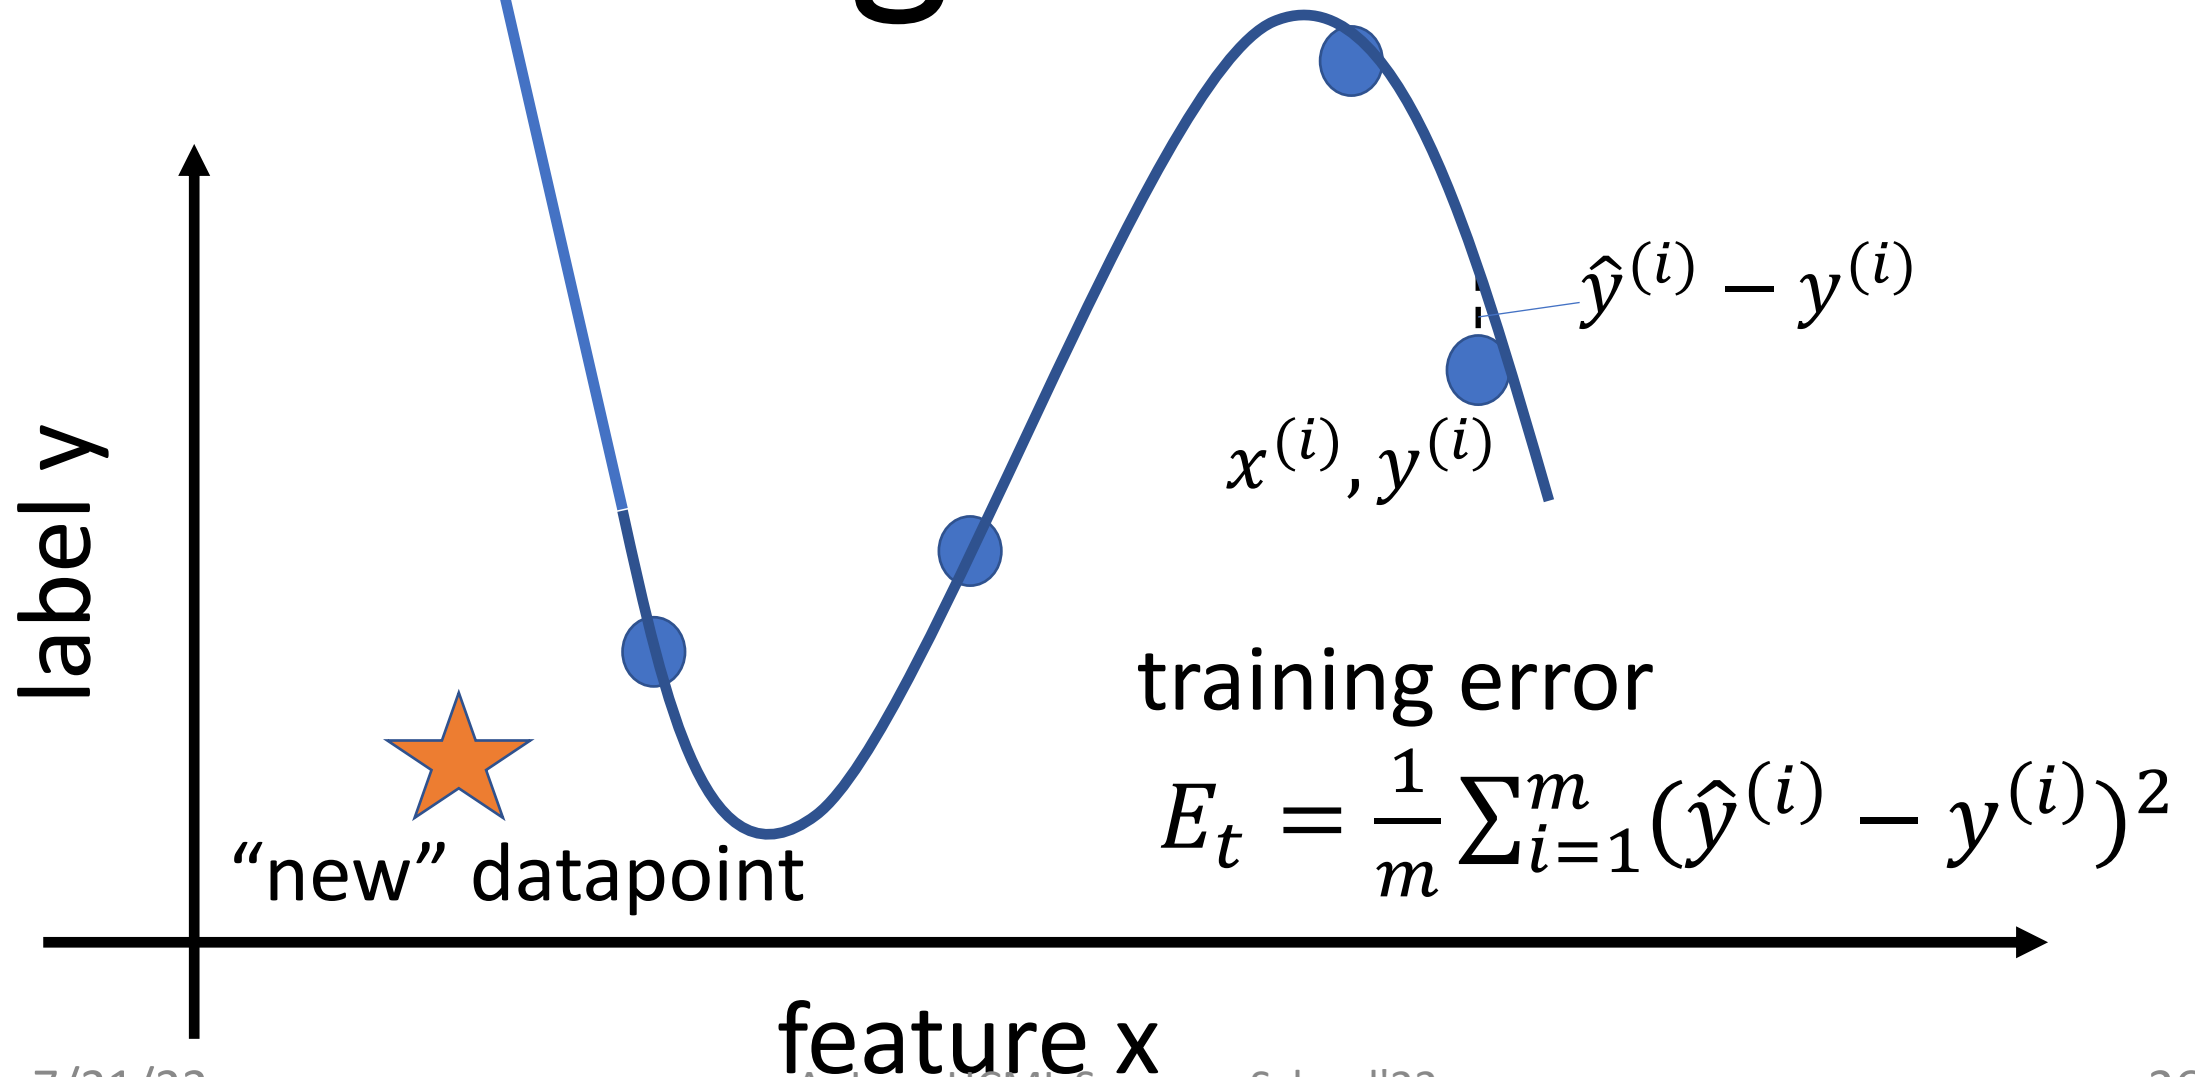 g
ŷ⁽ⁱ⁾ − y⁽ⁱ⁾
x⁽ⁱ⁾, y⁽ⁱ⁾
label y
training error
E_t = 1/m ∑_{i=1}^{m} (ŷ⁽ⁱ⁾ − y⁽ⁱ⁾)²
“new” datapoint
feature x